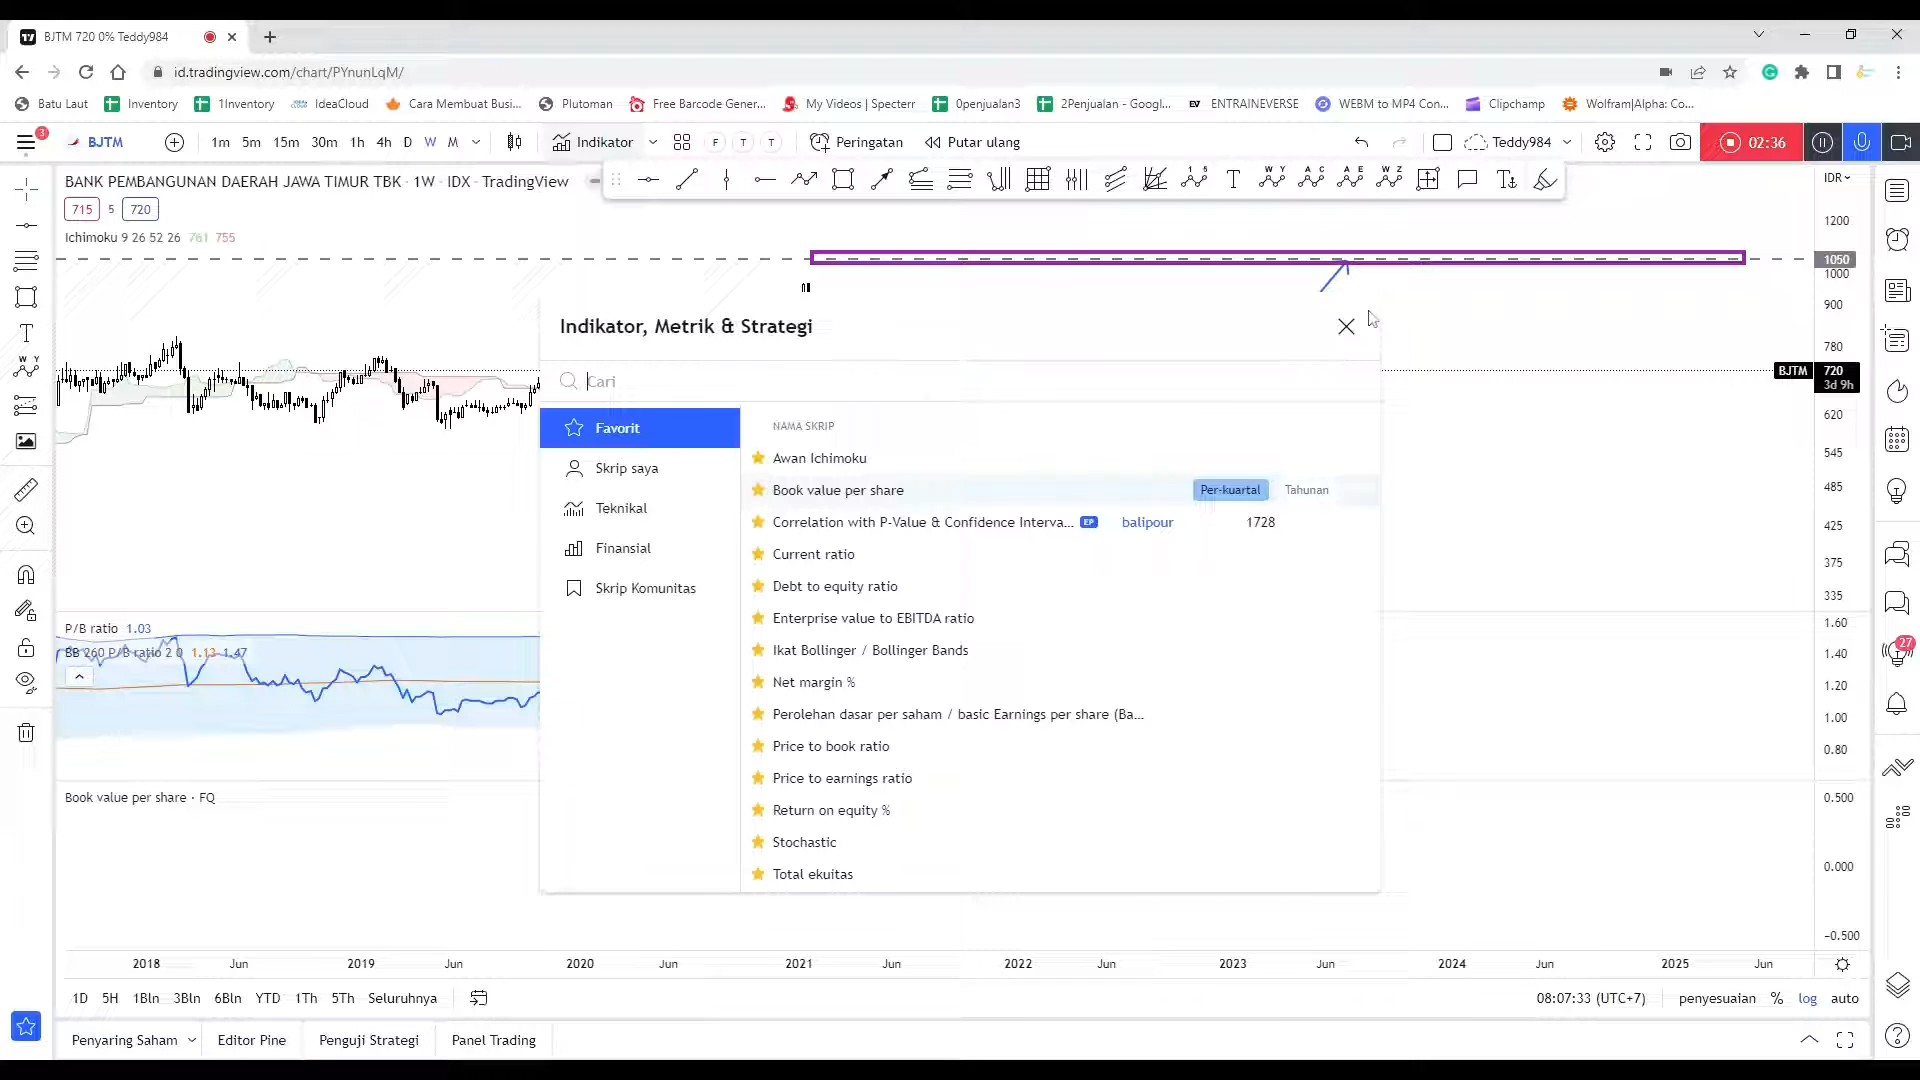 BJTM 720 0% Teddy984
id.tradingview.com/chart/PYnunLqM/
Batu Laut
Inventory
1Inventory
IdeaCloud
Cara Membuat Busi...
Plutoman
Free Barcode Gener...
My Videos | Specterr
0penjualan3
2Penjualan - Googl...
EV ENTRAINEVERSE
WEBM to MP4 Con...
Clipchamp
Wolfram|Alpha: Co...
3
BJTM
1m 5m 15m 30m 1h 4h D W M
Indikator
F T T
Peringatan
Putar ulang
Teddy984
02:36
BANK PEMBANGUNAN DAERAH JAWA TIMUR TBK · 1W · IDX · TradingView
IDR
715 5 720
Ichimoku 9 26 52 26 761 755
1200
1050
1000
900
780
BJTM 720
3d 9h
620
545
485
425
375
335
Indikator, Metrik & Strategi
Cari
Favorit
Skrip saya
Teknikal
Finansial
Skrip Komunitas
NAMA SKRIP
Awan Ichimoku
Book value per share Per-kuartal Tahunan
Correlation with P-Value & Confidence Interva... EP balipour 1728
Current ratio
Debt to equity ratio
Enterprise value to EBITDA ratio
Ikat Bollinger / Bollinger Bands
Net margin %
Perolehan dasar per saham / basic Earnings per share (Ba...
Price to book ratio
Price to earnings ratio
Return on equity %
Stochastic
Total ekuitas
P/B ratio 1.03
BB 260 P/B ratio 2 0 1.13 1.47
1.60
1.40
1.20
1.00
0.80
27
Book value per share · FQ
0.500
0.000
−0.500
2018 Jun 2019 Jun 2020 Jun 2021 Jun 2022 Jun 2023 Jun 2024 Jun 2025 Jun
1D 5H 1Bln 3Bln 6Bln YTD 1Th 5Th Seluruhnya
08:07:33 (UTC+7) penyesuaian % log auto
Penyaring Saham
Editor Pine
Penguji Strategi
Panel Trading